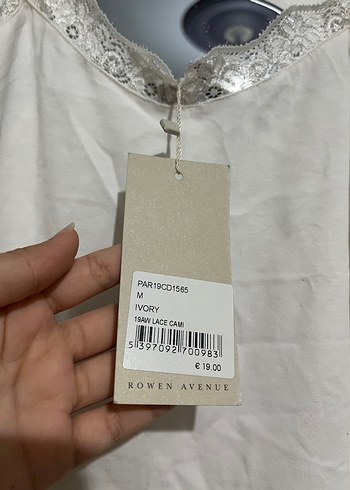 PAR19CD1565
M
IVORY
19AW LACE CAMI
5 397092 700983
€ 19.00
ROWEN AVENUE